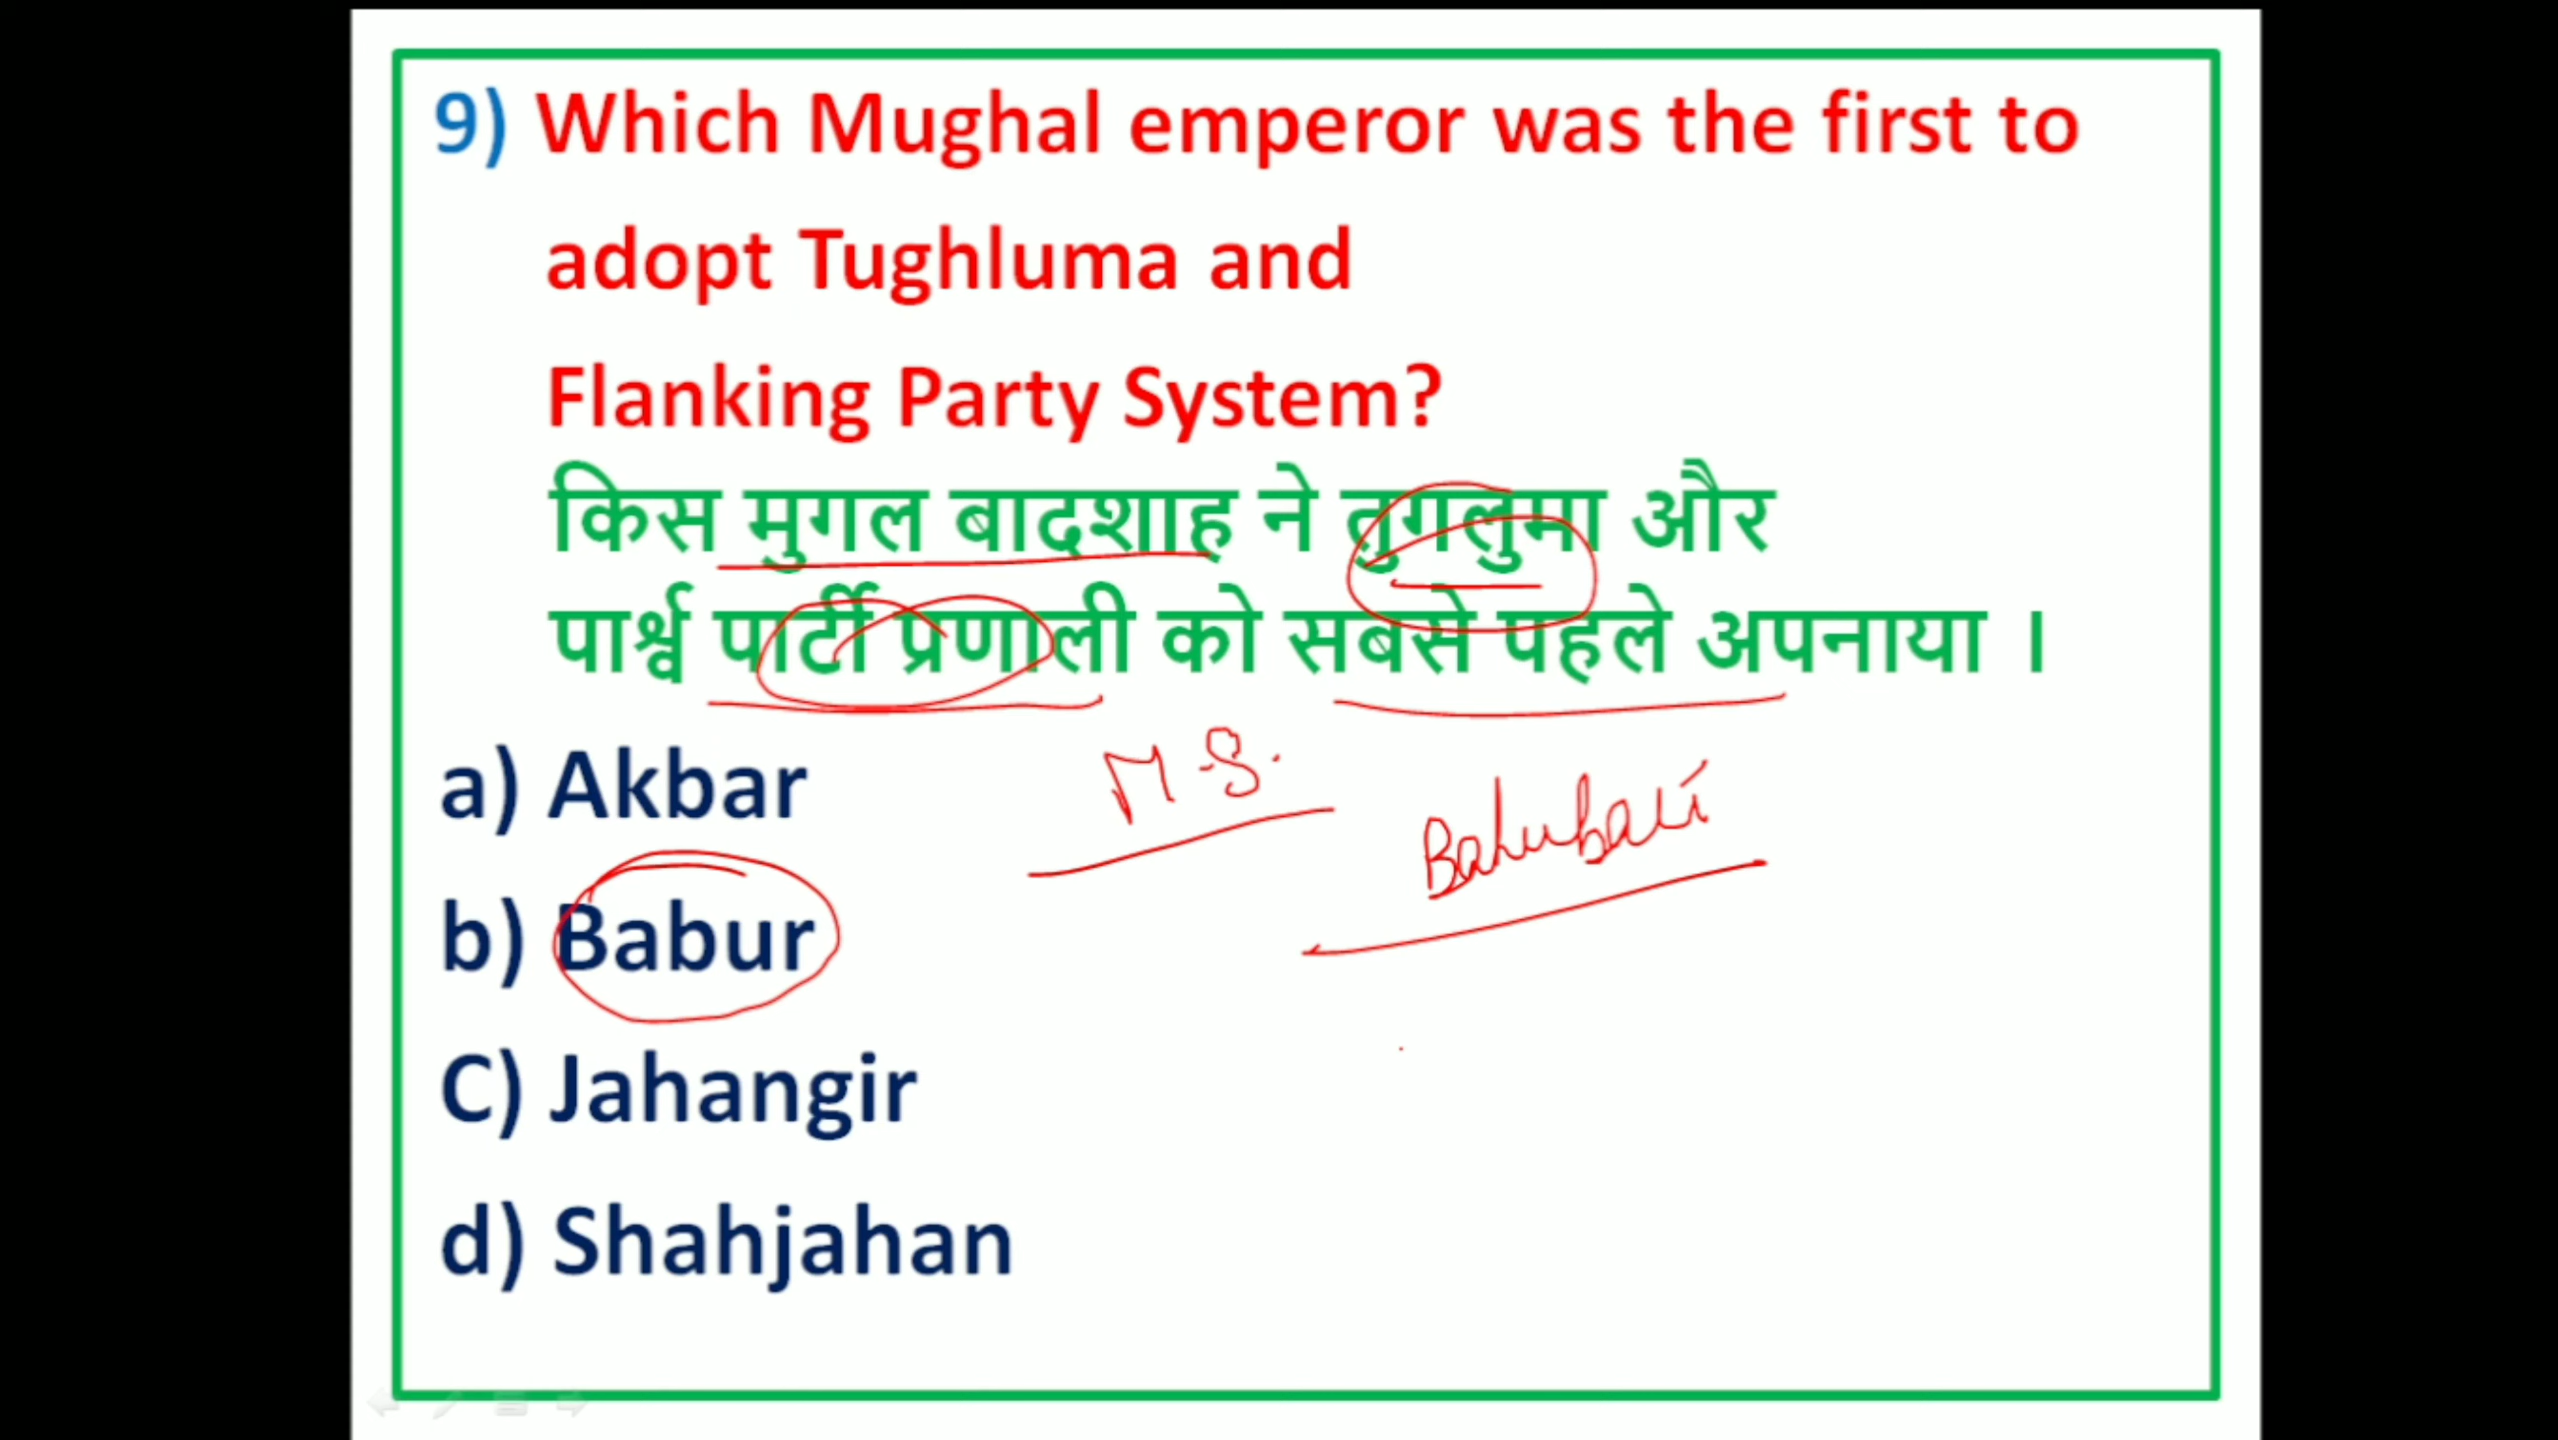 9) Which Mughal emperor was the first to
adopt Tughluma and
Flanking Party System?
किस मुगल बादशाह ने तुगलुमा और
पार्श्व पार्टी प्रणाली को सबसे पहले अपनाया ।
a) Akbar
M.S.
Bahubali
b) Babur
C) Jahangir
d) Shahjahan